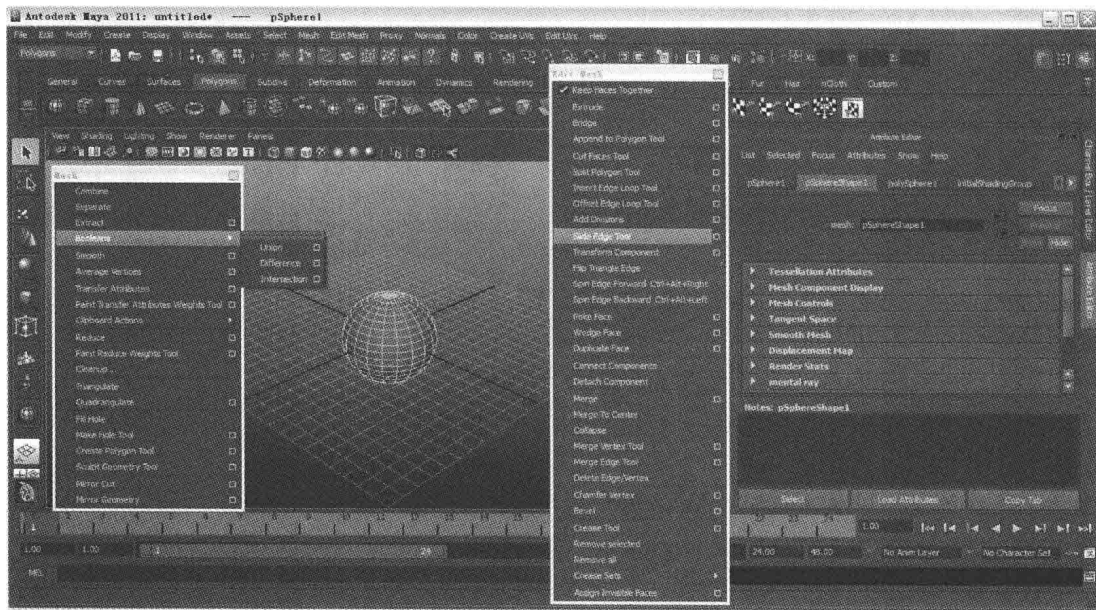 Autodesk Maya 2011: untitled* --- pSphere1
File Edit Modify Create Display Window Assets Select Mesh Edit Mesh Proxy Normals Color Create UVs Edit UVs Help
Polygons
General Curves Surfaces Polygons Subdivs Deformation Animation Dynamics Rendering
Fur Hair nCloth Custom
View Shading Lighting Show Renderer Panels
Mesh
Combine
Separate
Extract
Booleans
Smooth
Average Vertices
Transfer Attributes
Paint Transfer Attributes Weights Tool
Clipboard Actions
Reduce
Paint Reduce Weights Tool
Cleanup...
Triangulate
Quadrangulate
Fill Hole
Make Hole Tool
Create Polygon Tool
Sculpt Geometry Tool
Mirror Cut
Mirror Geometry
Union
Difference
Intersection
Edit Mesh
Keep Faces Together
Extrude
Bridge
Append to Polygon Tool
Cut Faces Tool
Split Polygon Tool
Insert Edge Loop Tool
Offset Edge Loop Tool
Add Divisions
Slide Edge Tool
Transform Component
Flip Triangle Edge
Spin Edge Forward Ctrl+Alt+Right
Spin Edge Backward Ctrl+Alt+Left
Poke Face
Wedge Face
Duplicate Face
Connect Components
Detach Component
Merge
Merge To Center
Collapse
Merge Vertex Tool
Merge Edge Tool
Delete Edge/Vertex
Chamfer Vertex
Bevel
Crease Tool
Remove selected
Remove all
Crease Sets
Assign Invisible Faces
Attribute Editor
List Selected Focus Attributes Show Help
pSphere1 pSphereShape1 polySphere1 initialShadingGroup
Focus
mesh: pSphereShape1
Hide
Tessellation Attributes
Mesh Component Display
Mesh Controls
Tangent Space
Smooth Mesh
Displacement Map
Render Stats
mental ray
Notes: pSphereShape1
Select Load Attributes Copy Tab
Channel Box / Layer Editor
Attribute Editor
1.00
1.00 1.00 1 24 24.00 48.00 No Anim Layer No Character Set
MEL